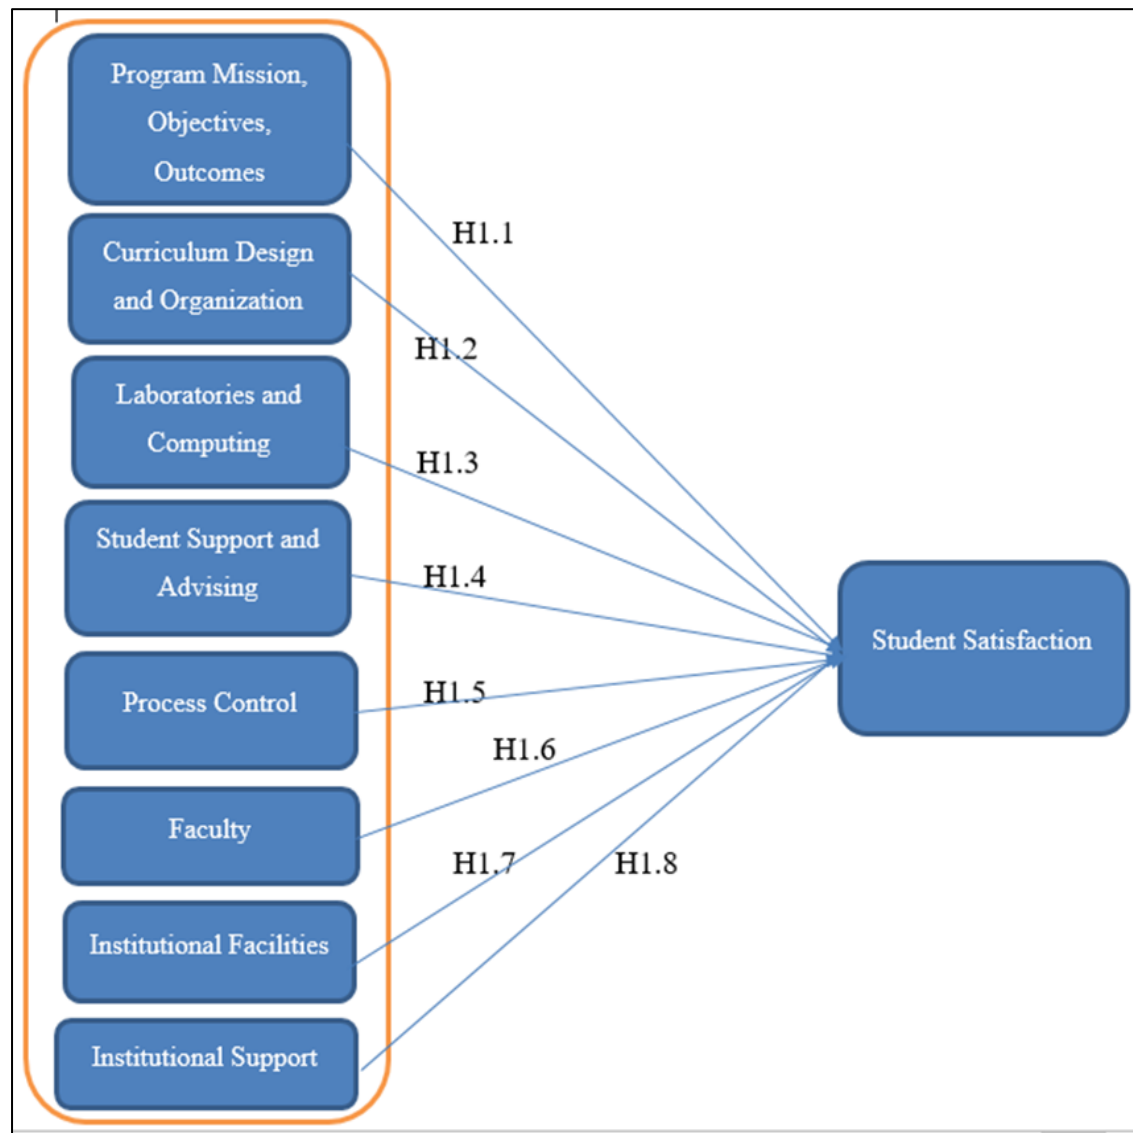 Program Mission,
Objectives,
Outcomes
H1.1
Curriculum Design
and Organization
H1.2
Laboratories and
Computing
H1.3
Student Support and
Advising
H1.4
Student Satisfaction
Process Control
H1.5
H1.6
Faculty
H1.7
H1.8
Institutional Facilities
Institutional Support